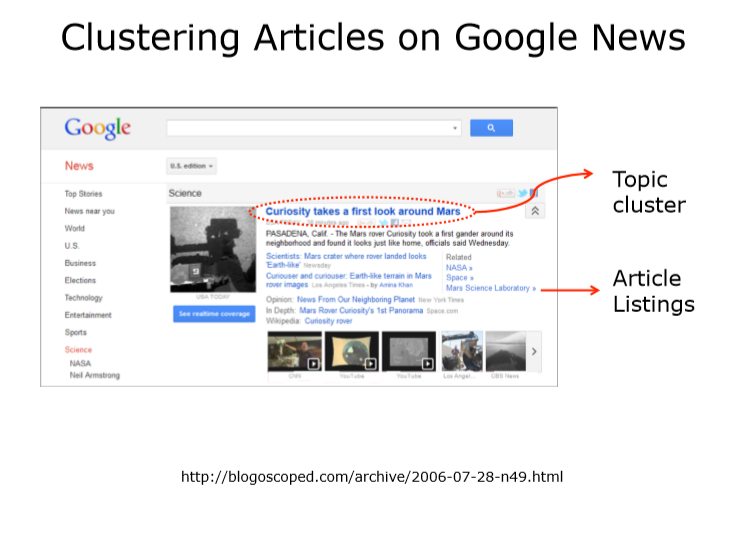 Clustering Articles on Google News
Google
News
U.S. edition
Top Stories
News near you
World
U.S.
Business
Elections
Technology
Entertainment
Sports
Science
NASA
Neil Armstrong
Science
Curiosity takes a first look around Mars
PASADENA, Calif. - The Mars rover Curiosity took a first gander around its
neighborhood and found it looks just like home, officials said Wednesday.
Scientists: Mars crater where rover landed looks
'Earth-like' Newsday
Curiouser and curiouser: Earth-like terrain in Mars
rover images Los Angeles Times - by Amina Khan
Related
NASA »
Space »
Mars Science Laboratory »
Opinion: News From Our Neighboring Planet New York Times
In Depth: Mars Rover Curiosity's 1st Panorama Space.com
Wikipedia: Curiosity rover
USA TODAY
See realtime coverage
CNN
YouTube
YouTube
Los Angel...
CBS News
Topic
cluster
Article
Listings
http://blogoscoped.com/archive/2006-07-28-n49.html